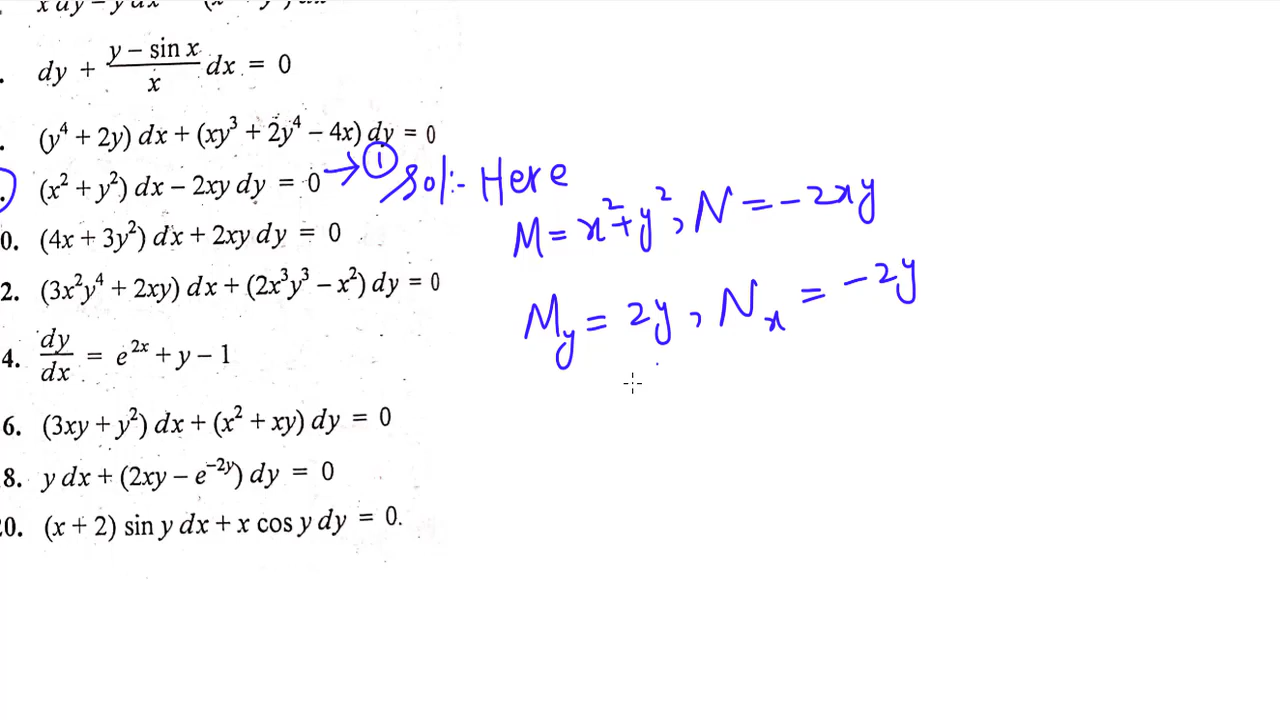 dy + (y – sin x)/x dx = 0
(y⁴ + 2y) dx + (xy³ + 2y⁴ – 4x) dy = 0
(x² + y²) dx – 2xy dy = 0 → ①
Sol:- Here
M = x² + y² , N = – 2xy
0. (4x + 3y²) dx + 2xy dy = 0
2. (3x²y⁴ + 2xy) dx + (2x³y³ – x²) dy = 0
My = 2y , Nx = – 2y
4. dy/dx = e²ˣ + y – 1
6. (3xy + y²) dx + (x² + xy) dy = 0
8. y dx + (2xy – e⁻²ʸ) dy = 0
20. (x + 2) sin y dx + x cos y dy = 0.